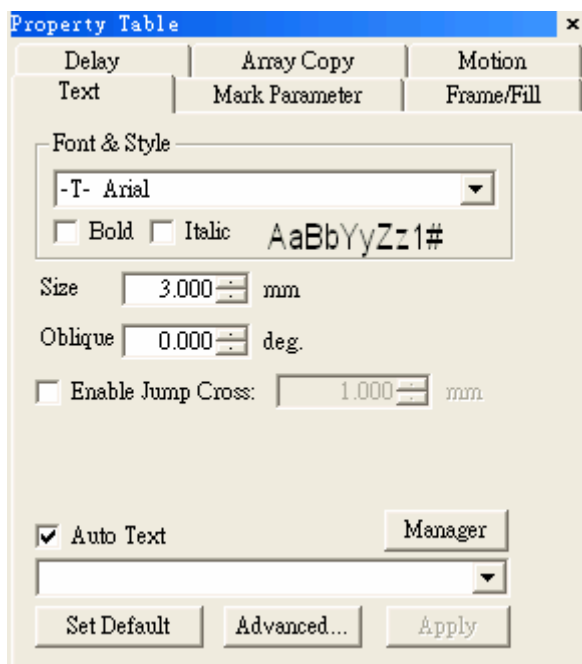 Property Table ×
Delay Array Copy Motion
Text Mark Parameter Frame/Fill
Font & Style
-T- Arial
Bold Italic AaBbYyZz1#
Size 3.000 mm
Oblique 0.000 deg.
Enable Jump Cross: 1.000 mm
Auto Text Manager
Set Default Advanced... Apply